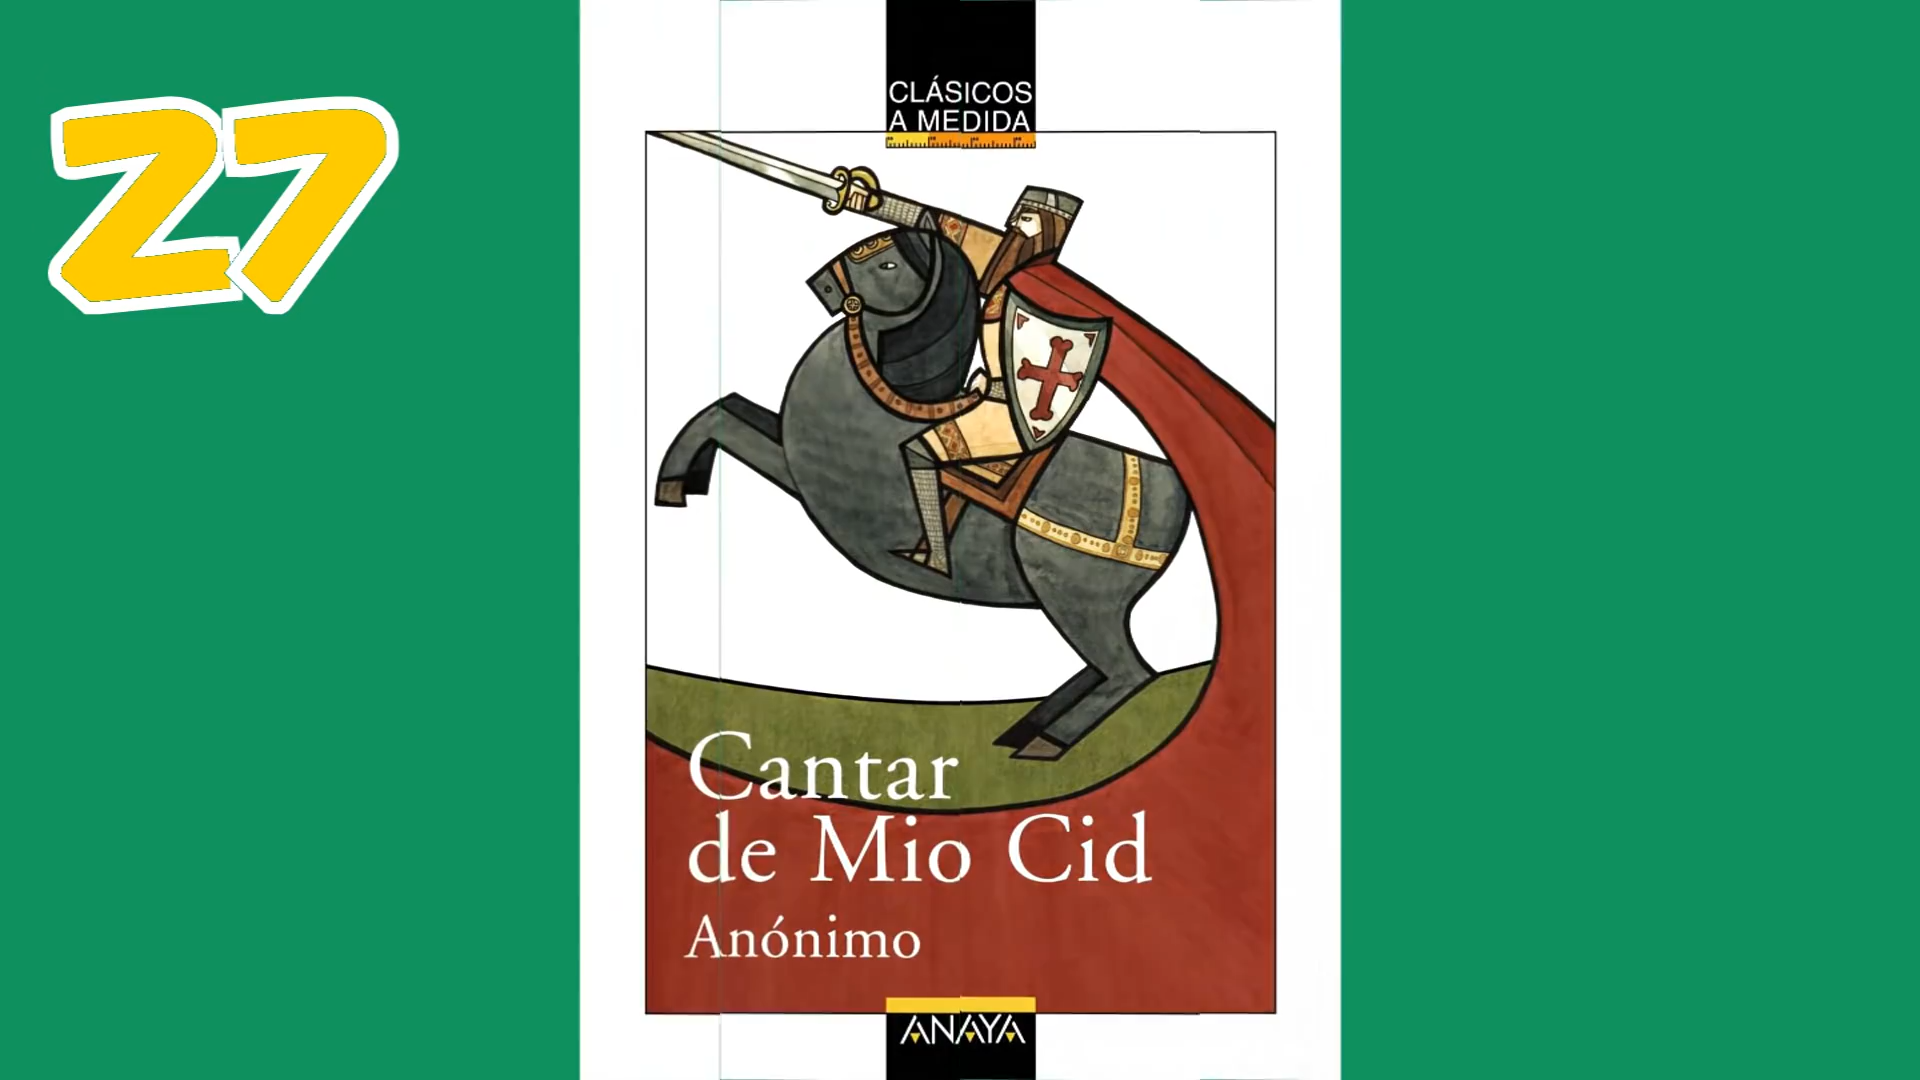 27
CLÁSICOS
A MEDIDA
Cantar
de Mio Cid
Anónimo
ANAYA